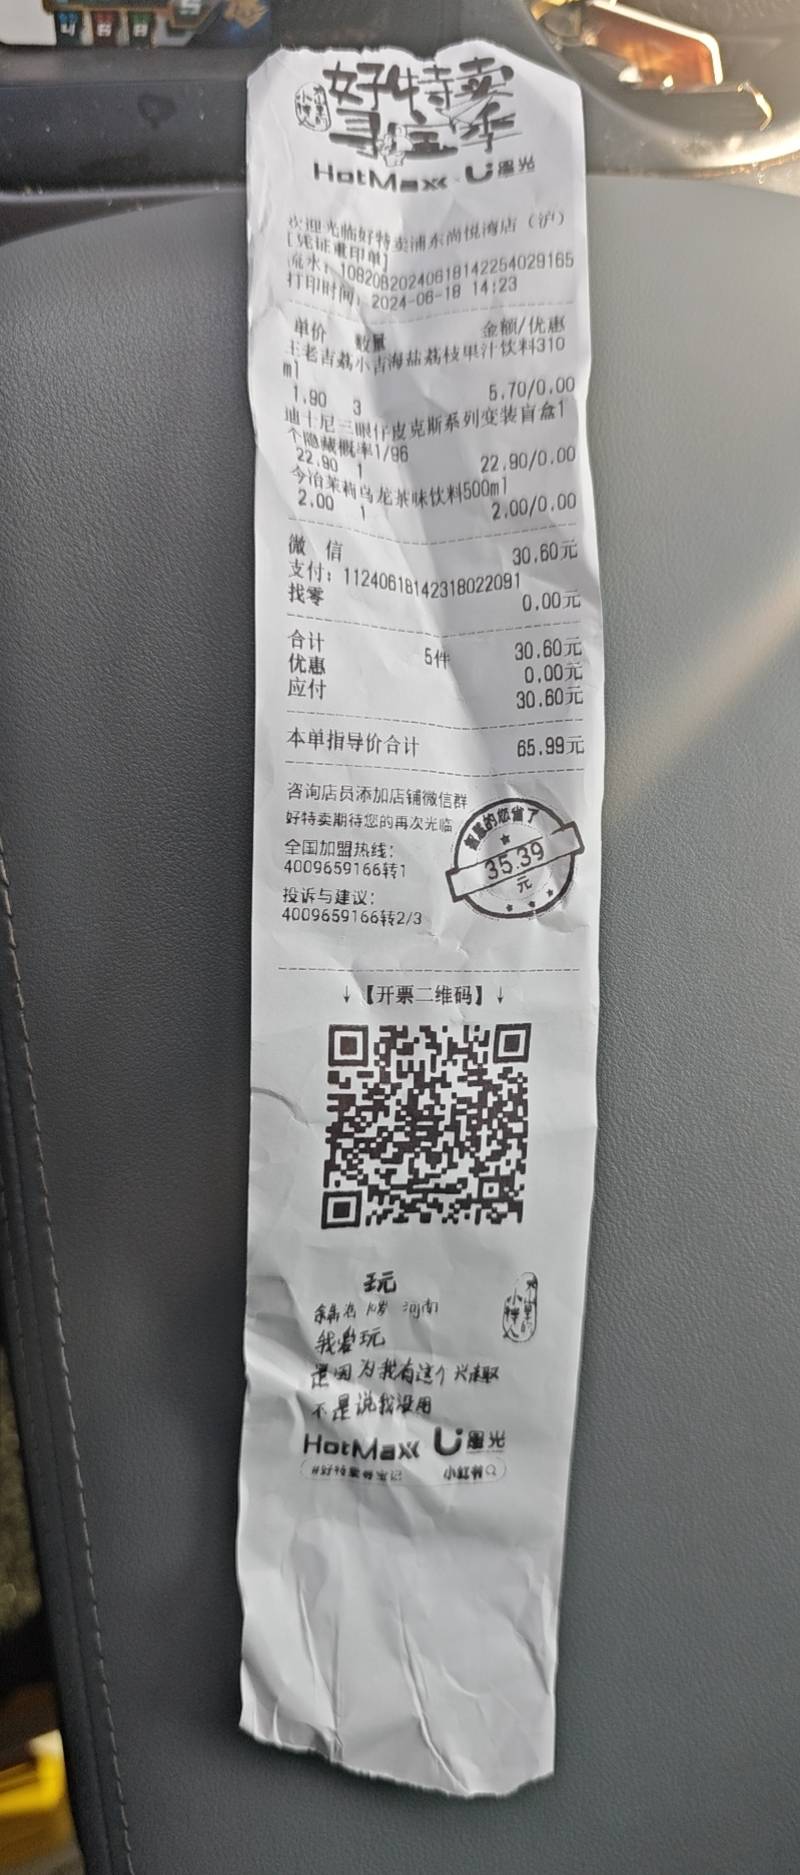 好特卖
寻宝季
HotMaxx U 星光
欢迎光临好特卖浦东尚悦湾店（沪）
[凭证重印单]
流水：108208202406181422540291​65
打印时间：2024-06-18 14:23
单价 数量 金额/优惠
王老吉荔小吉海盐荔枝果汁饮料310
ml
1.90 3 5.70/0.00
迪士尼三眼仔皮克斯系列变装盲盒1
个隐藏概率1/96
22.90 1 22.90/0.00
今冶茉莉乌龙茶味饮料500ml
2.00 1 2.00/0.00
微 信 30.60元
支付：11240618142318022091
找零 0.00元
合计 5件 30.60元
优惠 0.00元
应付 30.60元
本单指导价合计 65.99元
咨询店员添加店铺微信群
好特卖期待您的再次光临
全国加盟热线：
4009659166转1
投诉与建议：
4009659166转2/3
智慧的您省了
35.39
元
↓【开票二维码】↓
玩
河南
我爱玩
是因为我有这个兴趣
不是说我没用
HotMaxx U 星光
#好特卖寻宝记 小红书